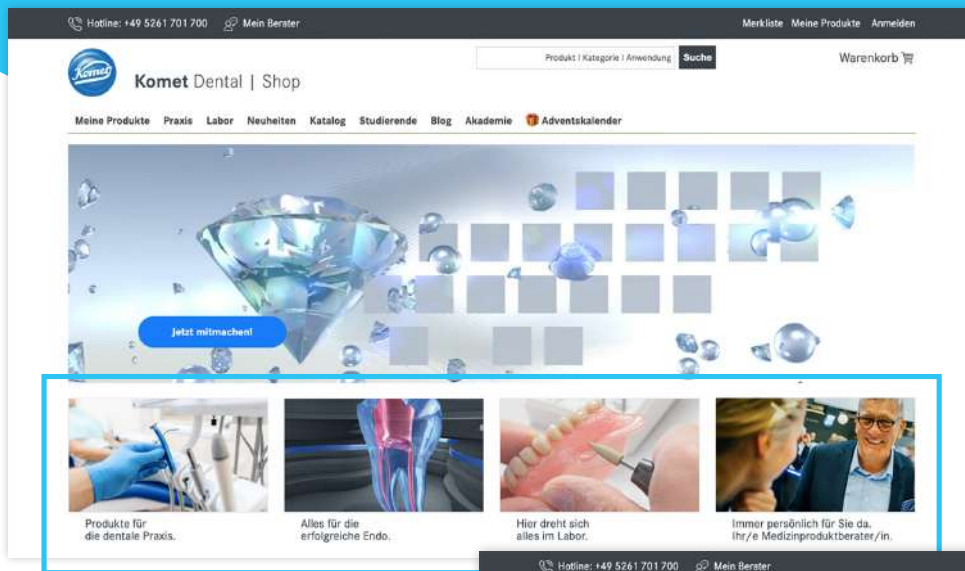 Hotline: +49 5261 701 700 Mein Berater Merkliste Meine Produkte Anmelden
Komet
Komet Dental | Shop
Produkt | Kategorie | Anwendung Suche
Warenkorb
Meine Produkte Praxis Labor Neuheiten Katalog Studierende Blog Akademie Adventskalender
Jetzt mitmachen!
Produkte für
die dentale Praxis.
Alles für die
erfolgreiche Endo.
Hier dreht sich
alles im Labor.
Immer persönlich für Sie da.
Ihr/e Medizinproduktberater/in.
Hotline: +49 5261 701 700 Mein Berater